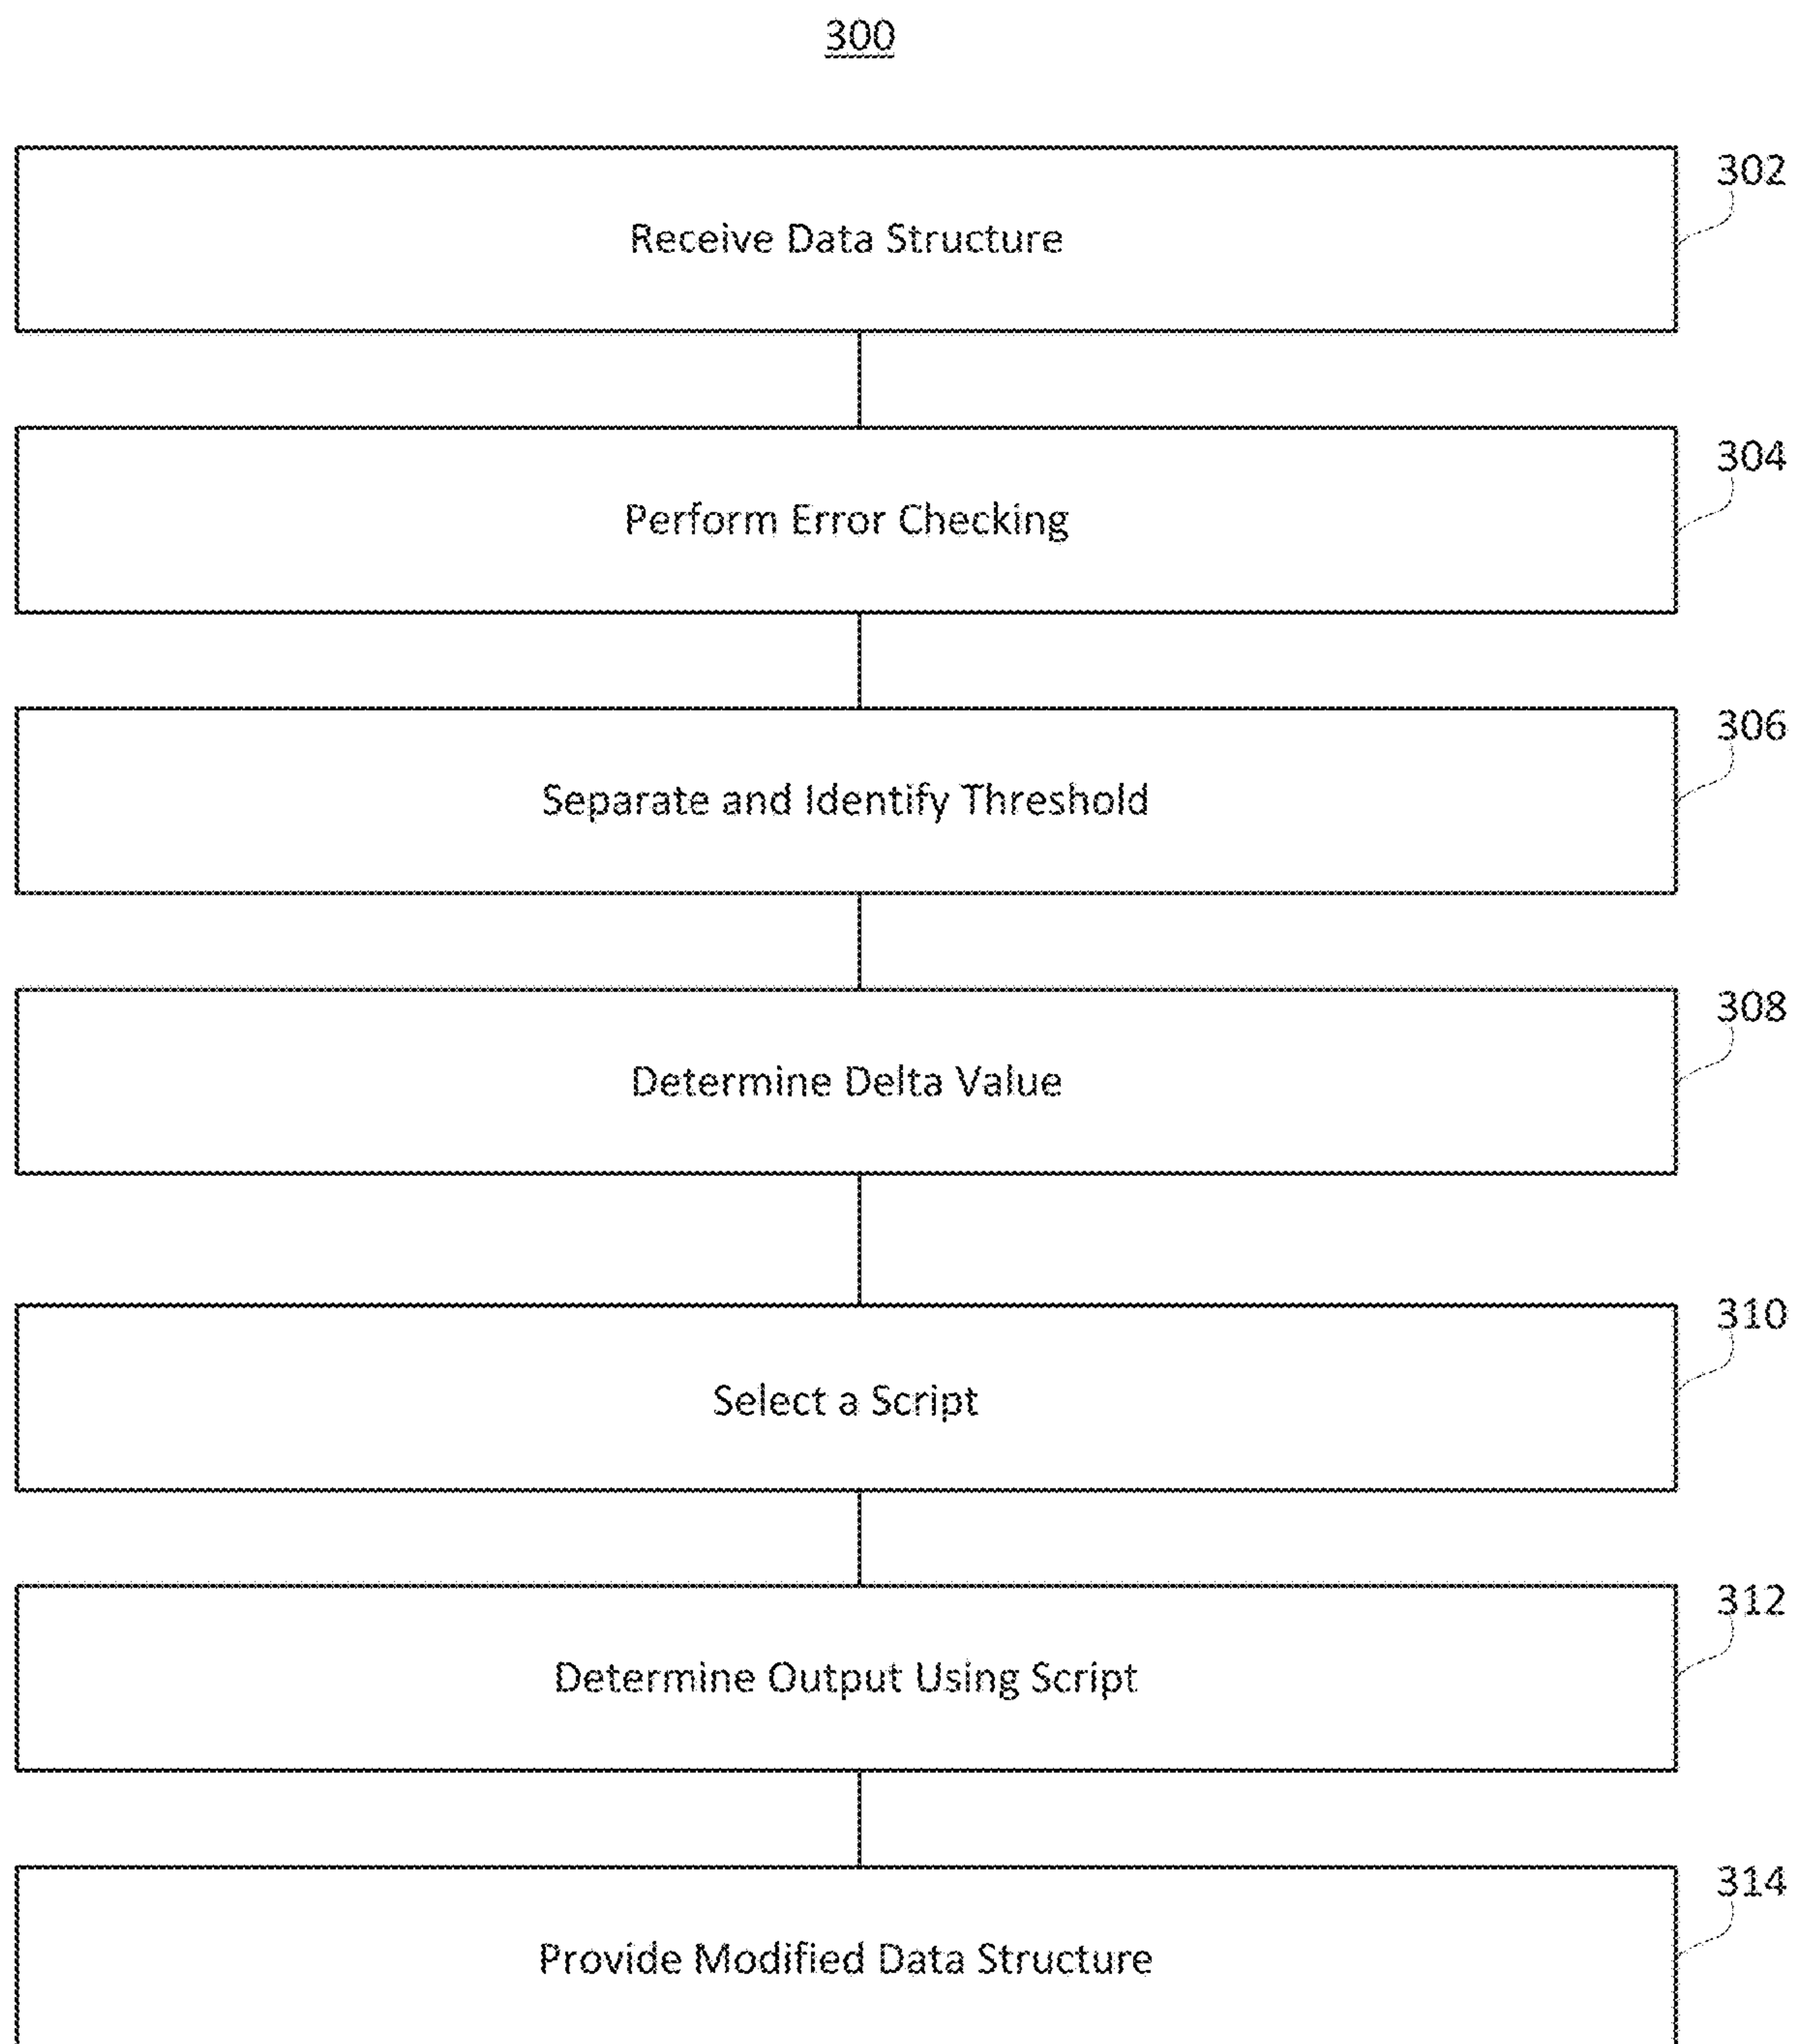 300
302
Receive Data Structure
304
Perform Error Checking
306
Separate and Identify Threshold
308
Determine Delta Value
310
Select a Script
312
Determine Output Using Script
314
Provide Modified Data Structure